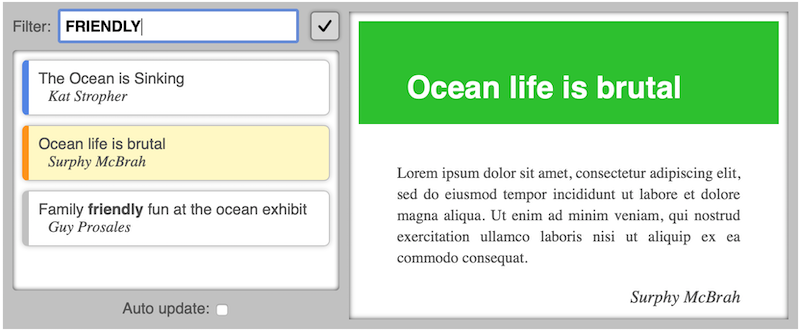 Filter: FRIENDLY
The Ocean is Sinking
Kat Stropher
Ocean life is brutal
Surphy McBrah
Family friendly fun at the ocean exhibit
Guy Prosales
Auto update:
Ocean life is brutal
Lorem ipsum dolor sit amet, consectetur adipiscing elit,
sed do eiusmod tempor incididunt ut labore et dolore
magna aliqua. Ut enim ad minim veniam, qui nostrud
exercitation ullamco laboris nisi ut aliquip ex ea
commodo consequat.
Surphy McBrah